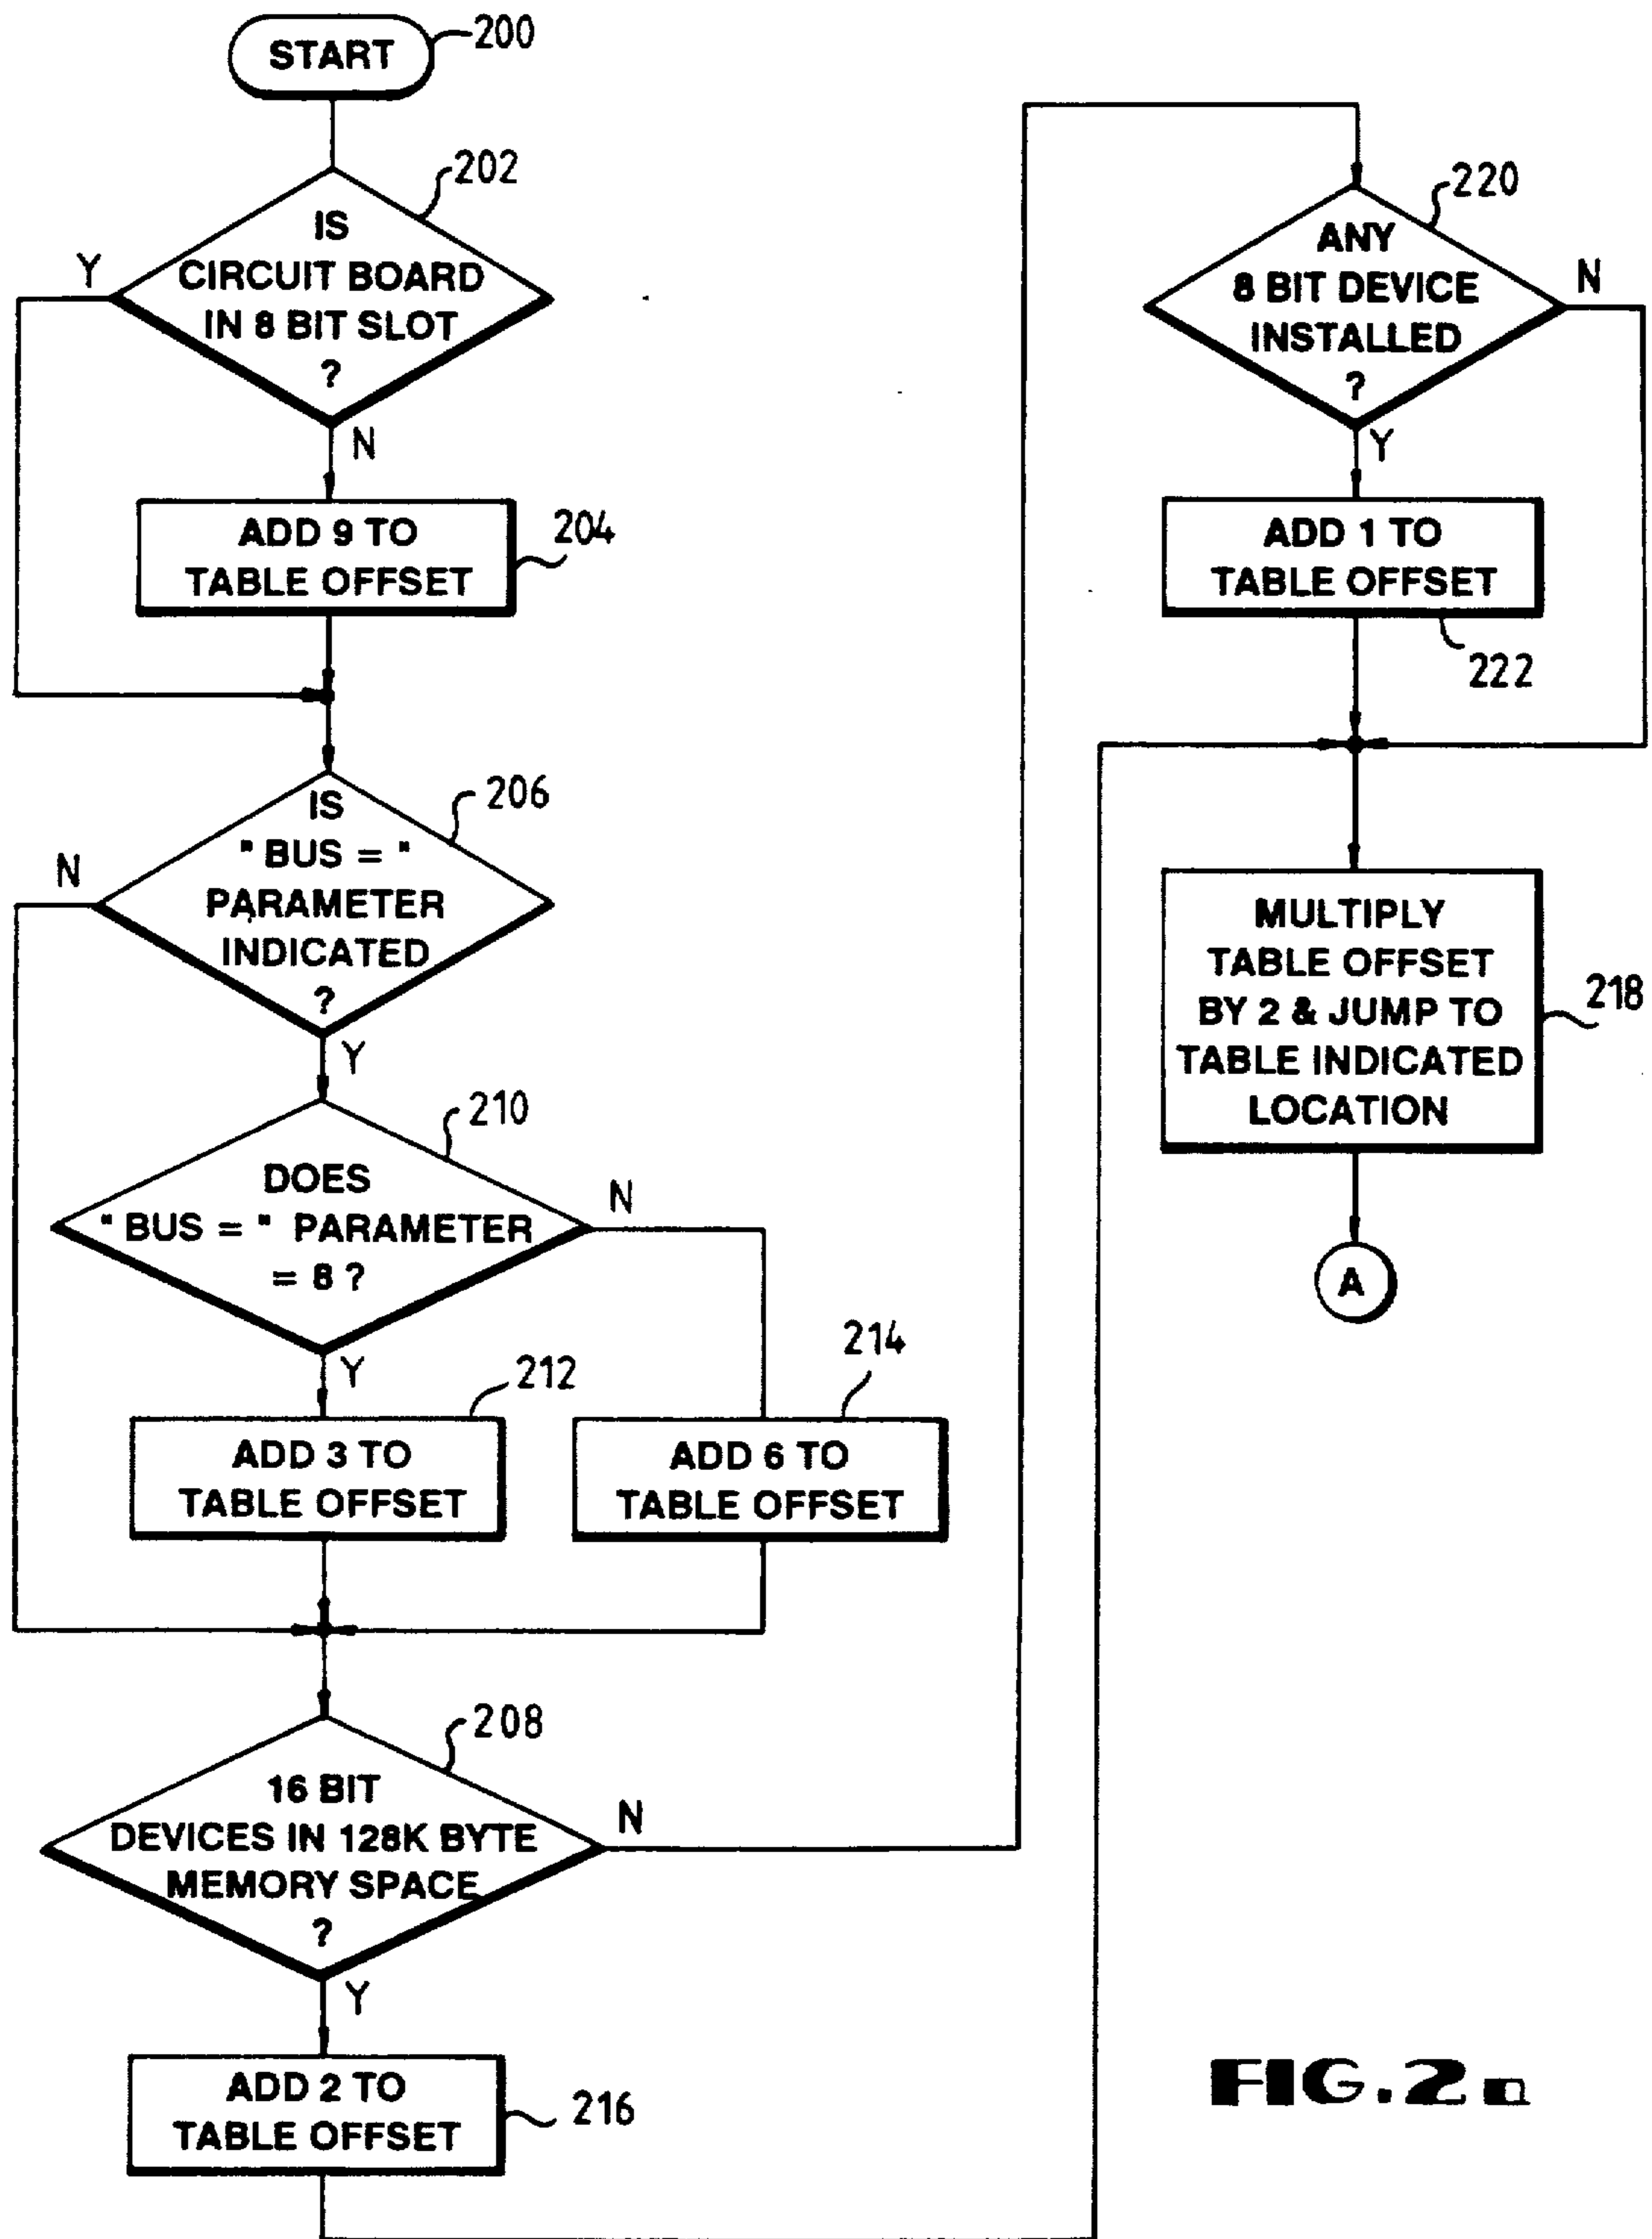 START
200
202
IS
CIRCUIT BOARD
IN 8 BIT SLOT
?
Y
N
ADD 9 TO
TABLE OFFSET
204
206
IS
" BUS = "
PARAMETER
INDICATED
?
N
Y
210
DOES
" BUS = " PARAMETER
= 8 ?
N
Y
212
ADD 3 TO
TABLE OFFSET
214
ADD 6 TO
TABLE OFFSET
208
16 BIT
DEVICES IN 128K BYTE
MEMORY SPACE
?
N
Y
ADD 2 TO
TABLE OFFSET
216
220
ANY
8 BIT DEVICE
INSTALLED
?
N
Y
ADD 1 TO
TABLE OFFSET
222
MULTIPLY
TABLE OFFSET
BY 2 & JUMP TO
TABLE INDICATED
LOCATION
218
A
FIG.2a